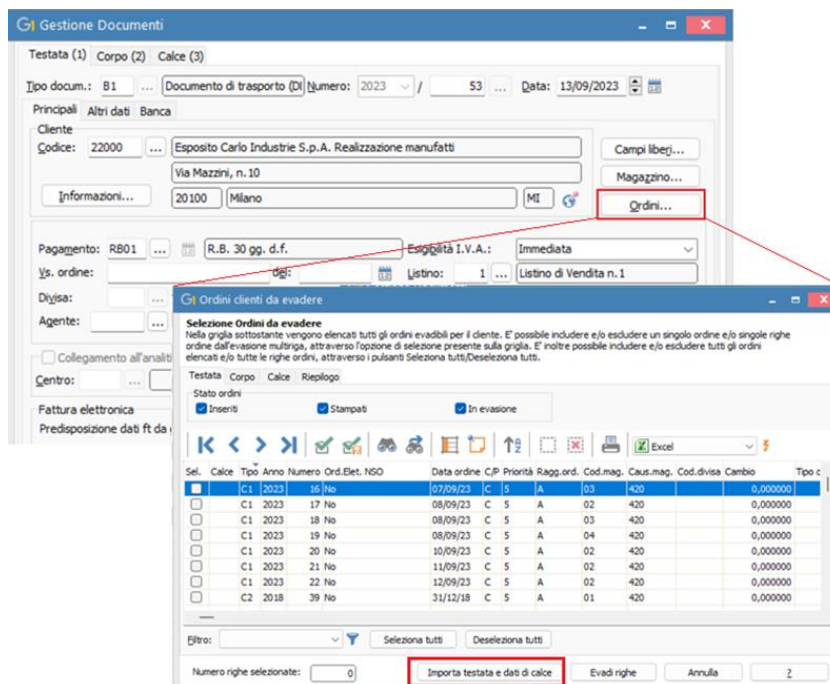 Gestione Documenti
Testata (1) Corpo (2) Calce (3)
Tipo docum.: B1 ... Documento di trasporto (DI Numero: 2023 / 53 ... Data: 13/09/2023
Principali Altri dati Banca
Cliente
Codice: 22000 ... Esposito Carlo Industrie S.p.A. Realizzazione manufatti Campi liberi...
Via Mazzini, n.10 Magazzino...
Informazioni... 20100 Milano MI Ordini...
Pagamento: RB01 ... R.B. 30 gg. d.f. Esigibilità I.V.A.: Immediata
Vs. ordine: del: Listino: 1 ... Listino di Vendita n.1
Divisa: ...
Agente: ...
Collegamento all'analiti
Centro: ...
Fattura elettronica
Predisposizione dati ft da
Ordini clienti da evadere
Selezione Ordini da evadere
Nella griglia sottostante vengono elencati tutti gli ordini evadibili per il cliente. E' possibile includere e/o escludere un singolo ordine e/o singole righe
ordine dall'evasione multiriga, attraverso l'opzione di selezione presente sulla griglia. E' inoltre possibile includere e/o escludere tutti gli ordini
elencati e/o tutte le righe ordini, attraverso i pulsanti Seleziona tutti/Deseleziona tutti.
Testata Corpo Calce Riepilogo
Stato ordini
Inseriti Stampati In evasione
Excel
Sel. Calce Tipo Anno Numero Ord.Elet. NSO Data ordine C/P Priorità Ragg.ord. Cod.mag. Caus.mag. Cod.divisa Cambio Tipo c
C1 2023 16 No 07/09/23 C 5 A 03 420 0,000000
C1 2023 17 No 08/09/23 C 5 A 02 420 0,000000
C1 2023 18 No 08/09/23 C 5 A 03 420 0,000000
C1 2023 19 No 08/09/23 C 5 A 04 420 0,000000
C1 2023 20 No 10/09/23 C 5 A 02 420 0,000000
C1 2023 21 No 11/09/23 C 5 A 02 420 0,000000
C1 2023 22 No 12/09/23 C 5 A 02 420 0,000000
C2 2018 39 No 31/12/18 C 5 A 01 420 0,000000
Filtro: Seleziona tutti Deseleziona tutti
Numero righe selezionate: 0 Importa testata e dati di calce Evadi righe Annulla ?